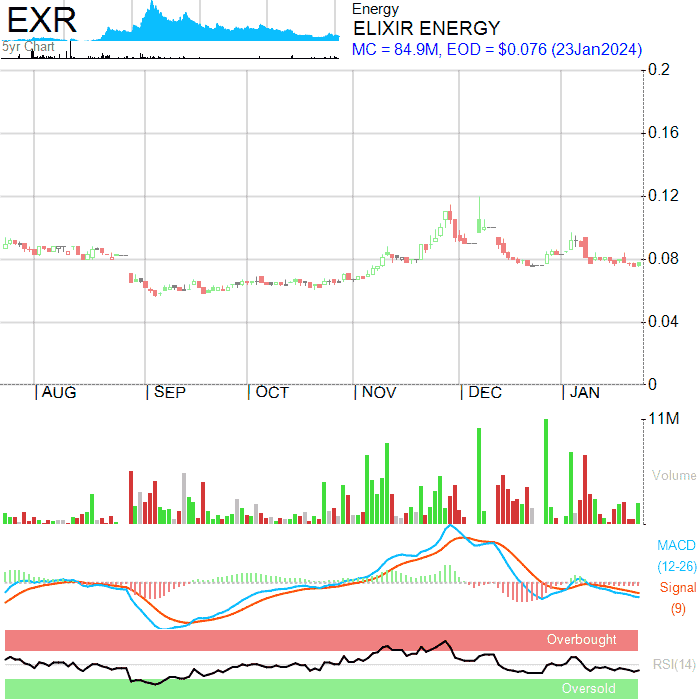 EXR
5yr Chart
Energy
ELIXIR ENERGY
MC = 84.9M, EOD = $0.076 (23Jan2024)
0.2
0.16
0.12
0.08
0.04
0
|AUG |SEP |OCT |NOV |DEC |JAN
11M
Volume
MACD
(12-26)
Signal
(9)
Overbought
RSI(14)
Oversold